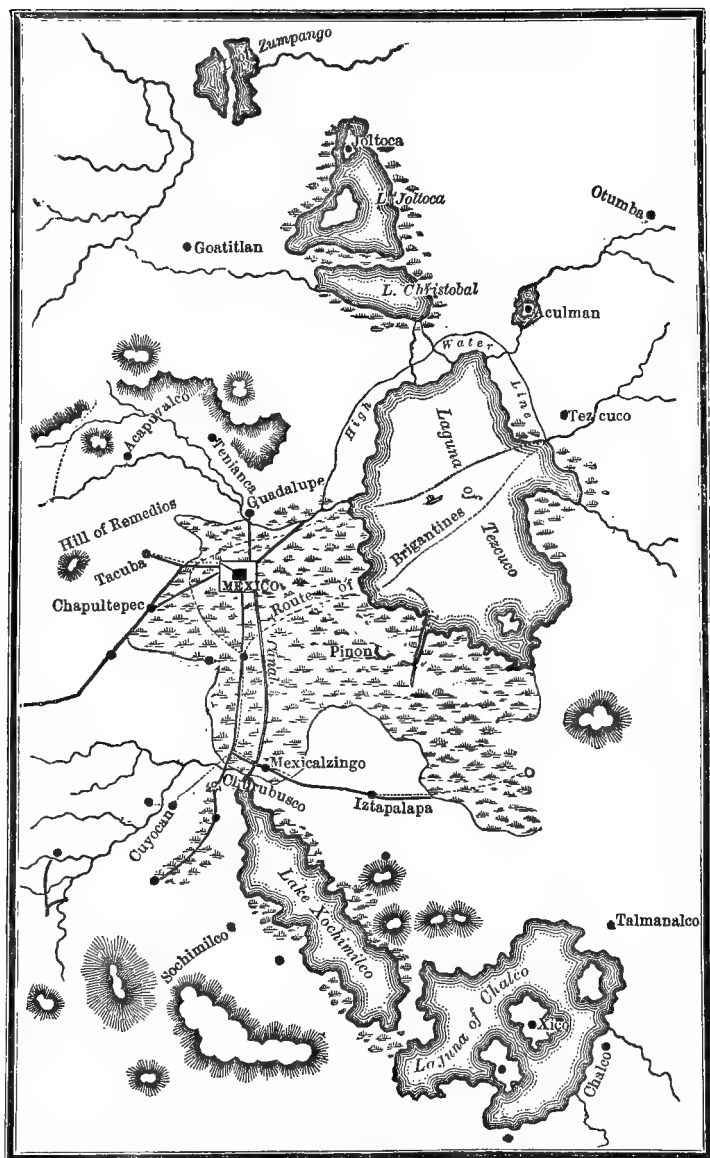 L. of Zumpango
Joltoca
L. Joltoca
Otumba
Goatitlan
L. Christobal
Aculman
High Water Line
Tezcuco
Laguna of Tezcuco
Acapuzalco
Tenianca
Guadalupe
Hill of Remedios
Tacuba
MEXICO
Chapultepec
Route of Brigantines
Canal
Pinon
Mexicalzingo
Churubusco
Iztapalapa
Cuyocan
Lake Xochimilco
Sochimilco
Talmanalco
Laguna of Chalco
Xico
Chalco